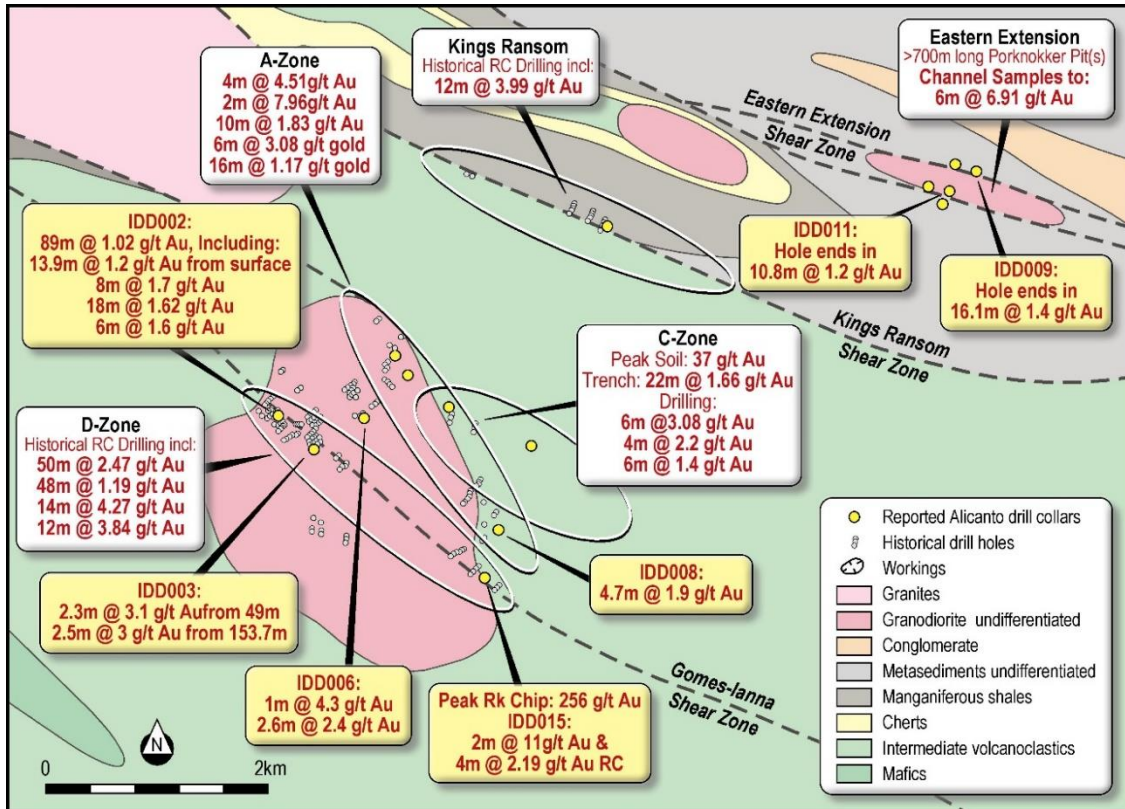 A-Zone
4m @ 4.51g/t Au
2m @ 7.96g/t Au
10m @ 1.83 g/t Au
6m @ 3.08 g/t gold
16m @ 1.17 g/t gold
Kings Ransom
Historical RC Drilling incl:
12m @ 3.99 g/t Au
Eastern Extension
>700m long Porknokker Pit(s)
Channel Samples to:
6m @ 6.91 g/t Au
Eastern Extension
Shear Zone
IDD002:
89m @ 1.02 g/t Au, Including:
13.9m @ 1.2 g/t Au from surface
8m @ 1.7 g/t Au
18m @ 1.62 g/t Au
6m @ 1.6 g/t Au
IDD011:
Hole ends in
10.8m @ 1.2 g/t Au
IDD009:
Hole ends in
16.1m @ 1.4 g/t Au
Kings Ransom
Shear Zone
C-Zone
Peak Soil: 37 g/t Au
Trench: 22m @ 1.66 g/t Au
Drilling:
6m @3.08 g/t Au
4m @ 2.2 g/t Au
6m @ 1.4 g/t Au
D-Zone
Historical RC Drilling incl:
50m @ 2.47 g/t Au
48m @ 1.19 g/t Au
14m @ 4.27 g/t Au
12m @ 3.84 g/t Au
IDD003:
2.3m @ 3.1 g/t Aufrom 49m
2.5m @ 3 g/t Au from 153.7m
IDD008:
4.7m @ 1.9 g/t Au
IDD006:
1m @ 4.3 g/t Au
2.6m @ 2.4 g/t Au
Peak Rk Chip: 256 g/t Au
IDD015:
2m @ 11g/t Au &
4m @ 2.19 g/t Au RC
Gomes-Ianna
Shear Zone
Reported Alicanto drill collars
Historical drill holes
Workings
Granites
Granodiorite undifferentiated
Conglomerate
Metasediments undifferentiated
Manganiferous shales
Cherts
Intermediate volcanoclastics
Mafics
N
0 2km